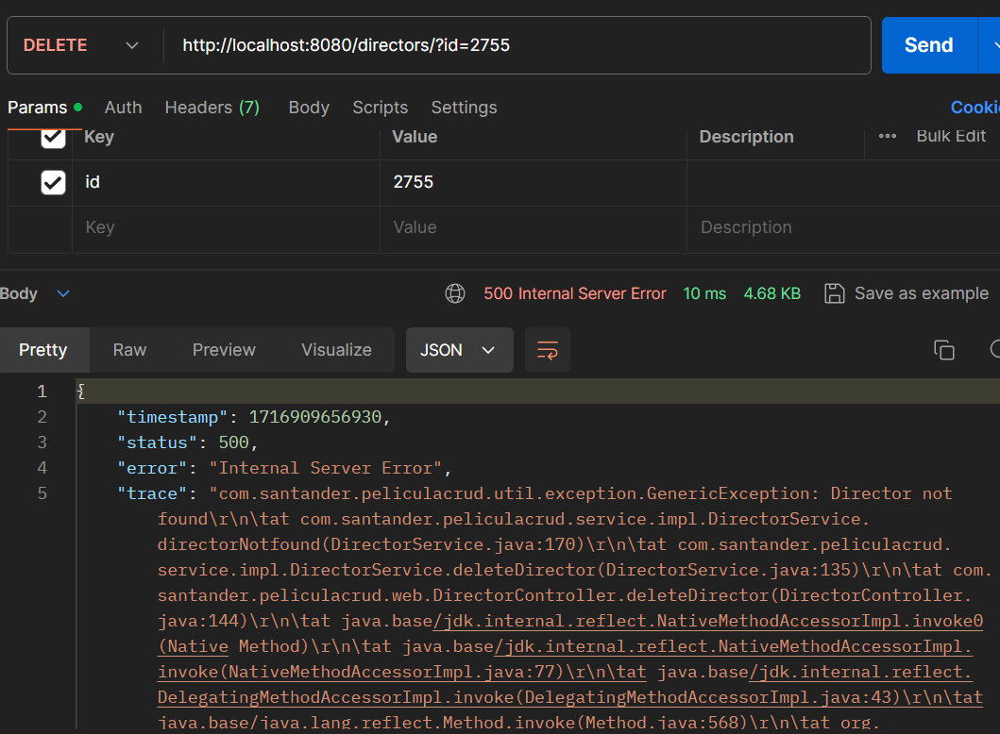 DELETE http://localhost:8080/directors/?id=2755 Send
Params Auth Headers (7) Body Scripts Settings Cooki
Key Value Description ••• Bulk Edit
id 2755
Key Value Description
Body 500 Internal Server Error 10 ms 4.68 KB Save as example
Pretty Raw Preview Visualize JSON
1 {
2 "timestamp": 1716909656930,
3 "status": 500,
4 "error": "Internal Server Error",
5 "trace": "com.santander.peliculacrud.util.exception.GenericException: Director not
found\r\n\tat com.santander.peliculacrud.service.impl.DirectorService.
directorNotfound(DirectorService.java:170)\r\n\tat com.santander.peliculacrud.
service.impl.DirectorService.deleteDirector(DirectorService.java:135)\r\n\tat com.
santander.peliculacrud.web.DirectorController.deleteDirector(DirectorController.
java:144)\r\n\tat java.base/jdk.internal.reflect.NativeMethodAccessorImpl.invoke0
(Native Method)\r\n\tat java.base/jdk.internal.reflect.NativeMethodAccessorImpl.
invoke(NativeMethodAccessorImpl.java:77)\r\n\tat java.base/jdk.internal.reflect.
DelegatingMethodAccessorImpl.invoke(DelegatingMethodAccessorImpl.java:43)\r\n\tat
java.base/java.lang.reflect.Method.invoke(Method.java:568)\r\n\tat org.